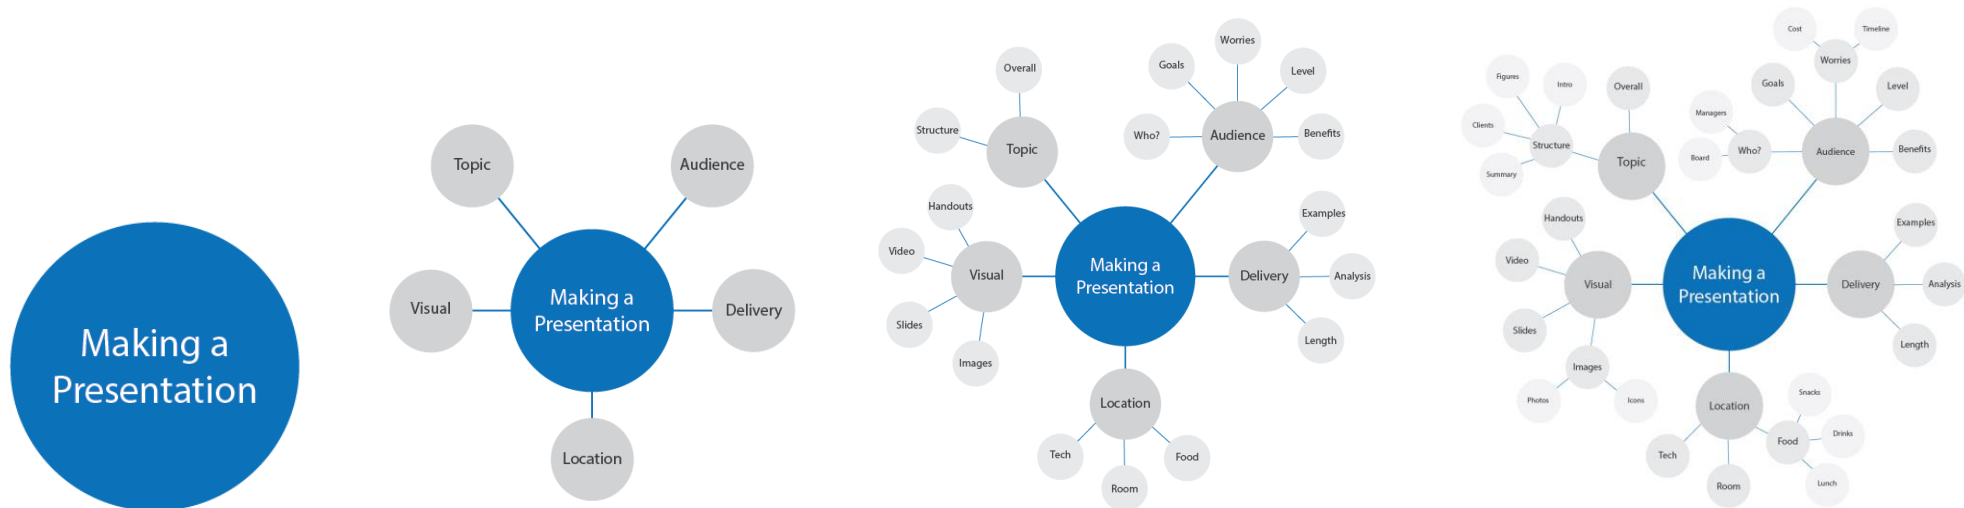 Making a
Presentation
Topic
Audience
Visual
Making a
Presentation
Delivery
Location
Worries
Goals
Level
Overall
Structure
Who?
Audience
Benefits
Topic
Handouts
Examples
Video
Visual
Making a
Presentation
Delivery
Analysis
Slides
Length
Images
Location
Tech
Food
Room
Cost
Timeline
Worries
Figures
Intro
Overall
Goals
Level
Managers
Clients
Structure
Who?
Audience
Benefits
Board
Topic
Summary
Handouts
Examples
Video
Visual
Making a
Presentation
Delivery
Analysis
Slides
Length
Images
Photos
Icons
Location
Snacks
Food
Drinks
Tech
Room
Lunch